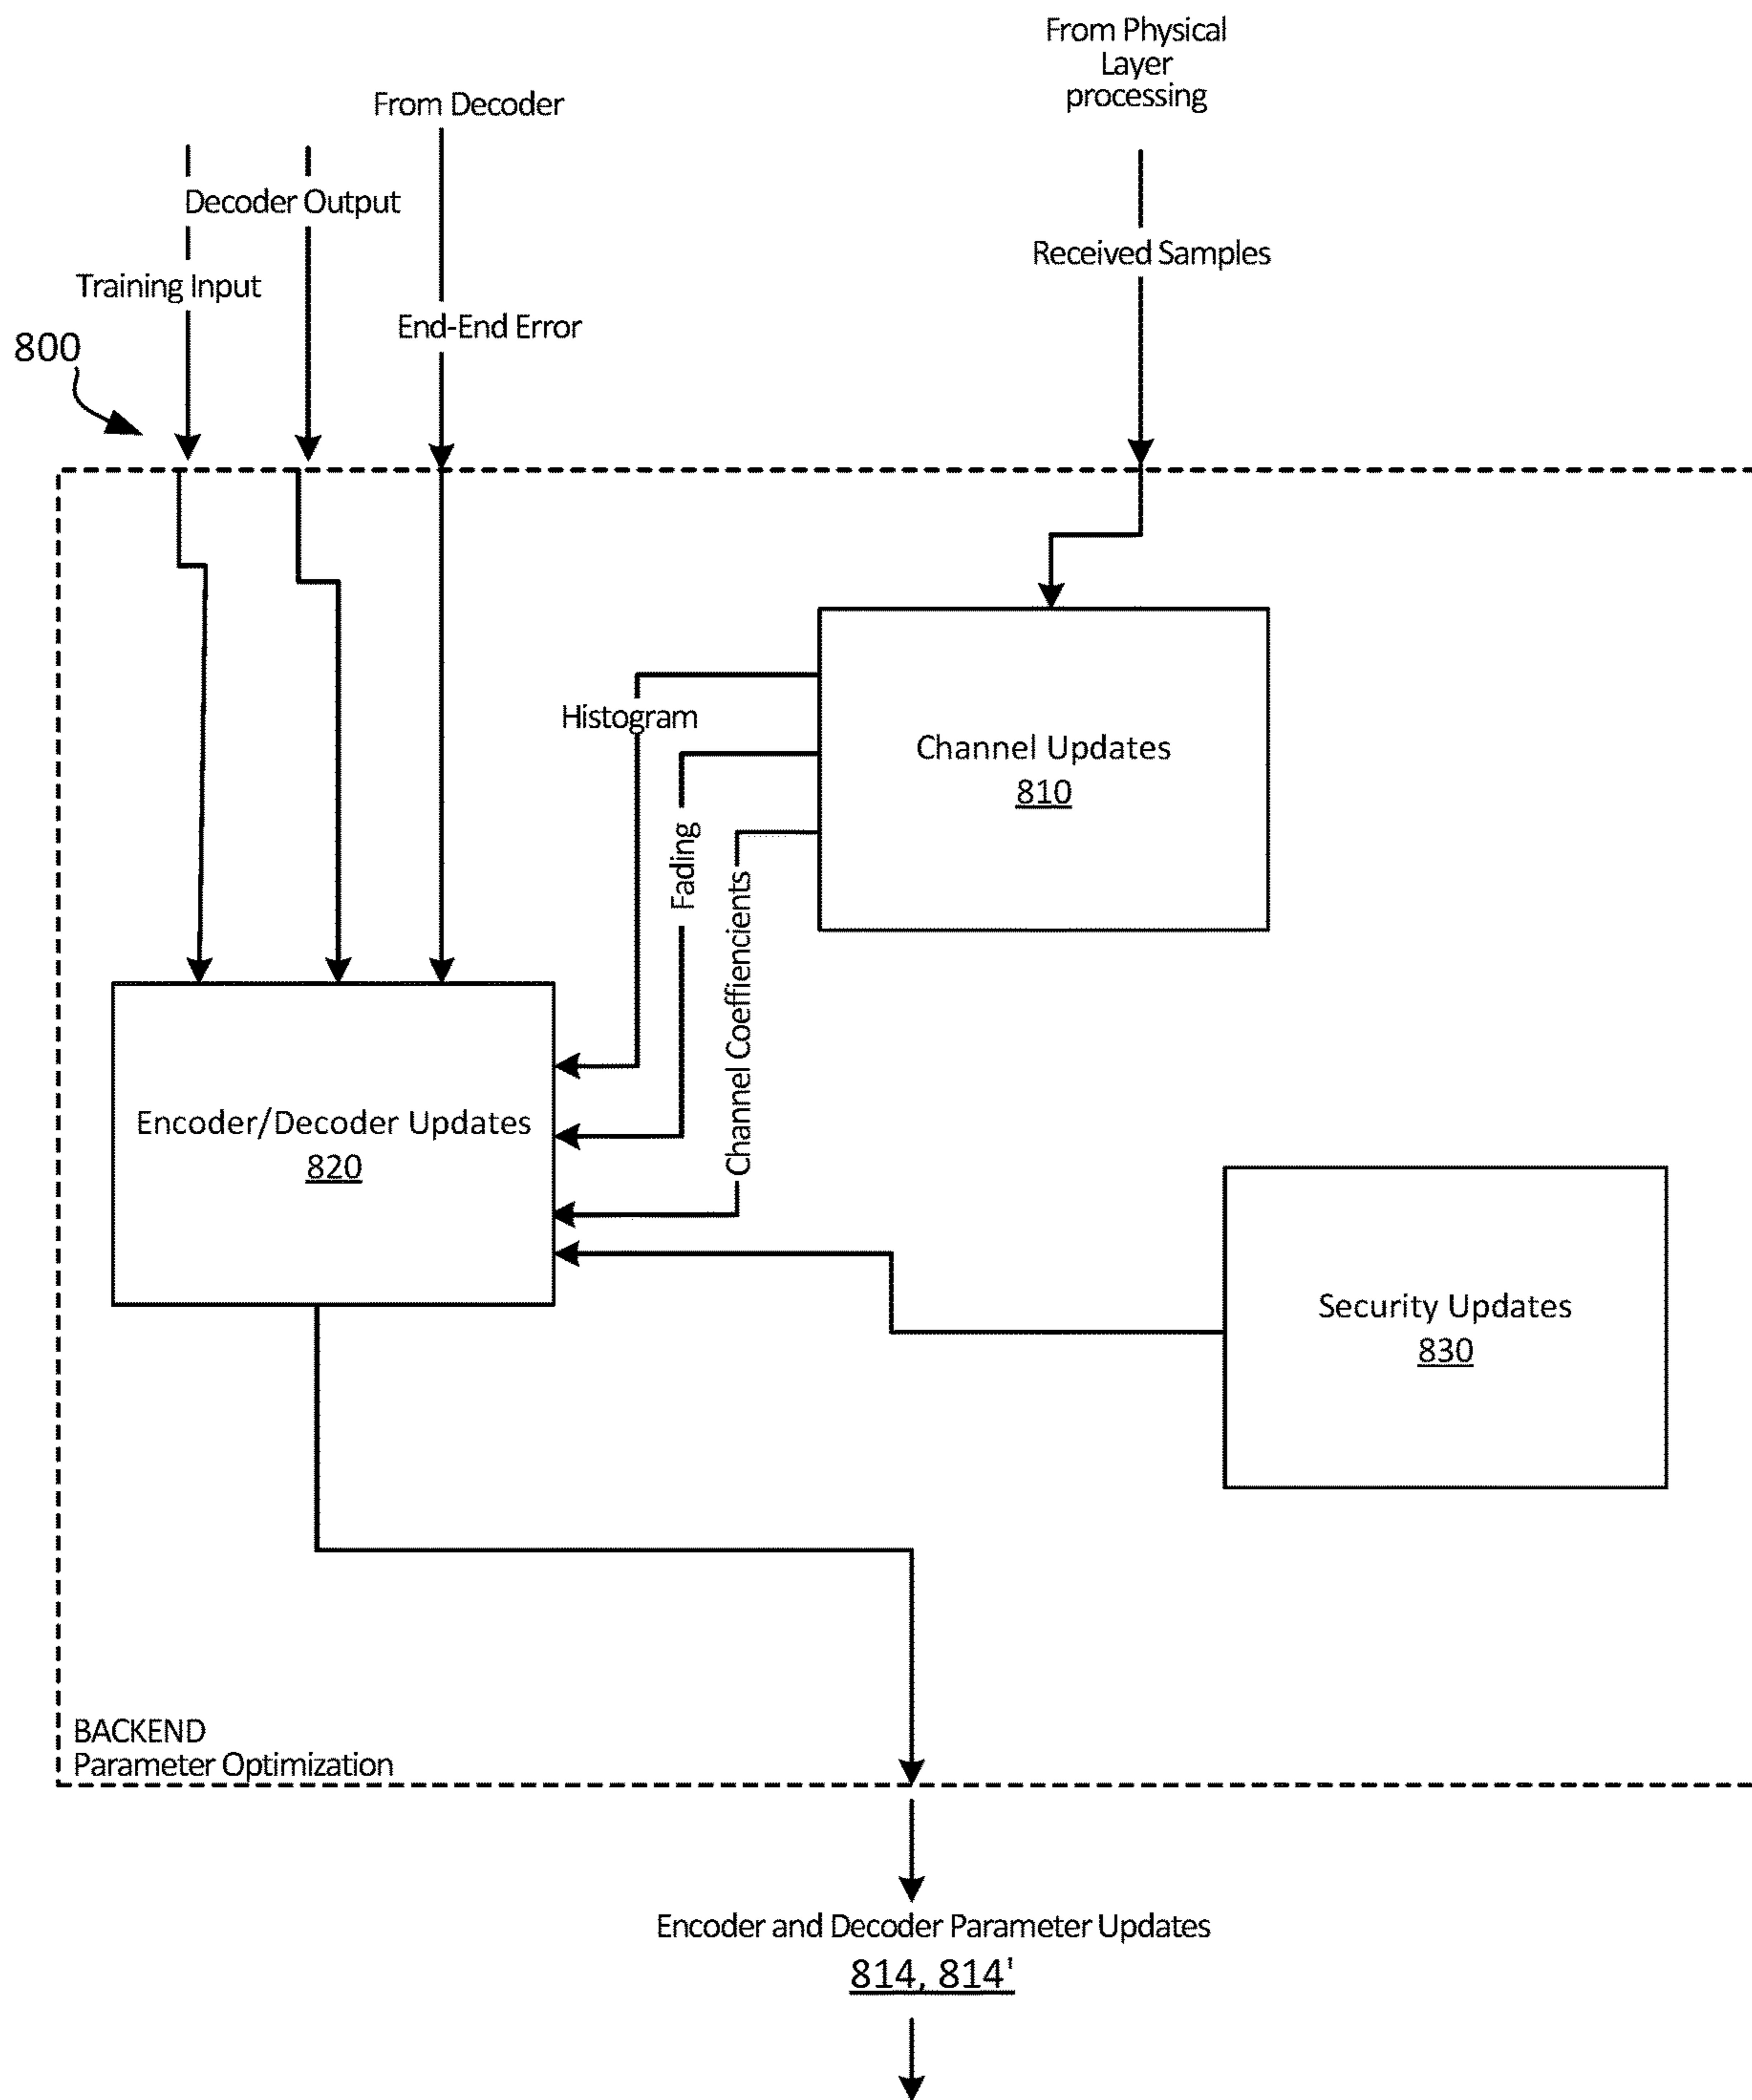 From Physical
Layer
processing
From Decoder
Decoder Output
Received Samples
Training Input
End-End Error
800
Histogram
Channel Updates
810
Fading
Channel Coeffiencients
Encoder/Decoder Updates
820
Security Updates
830
BACKEND
Parameter Optimization
Encoder and Decoder Parameter Updates
814, 814'